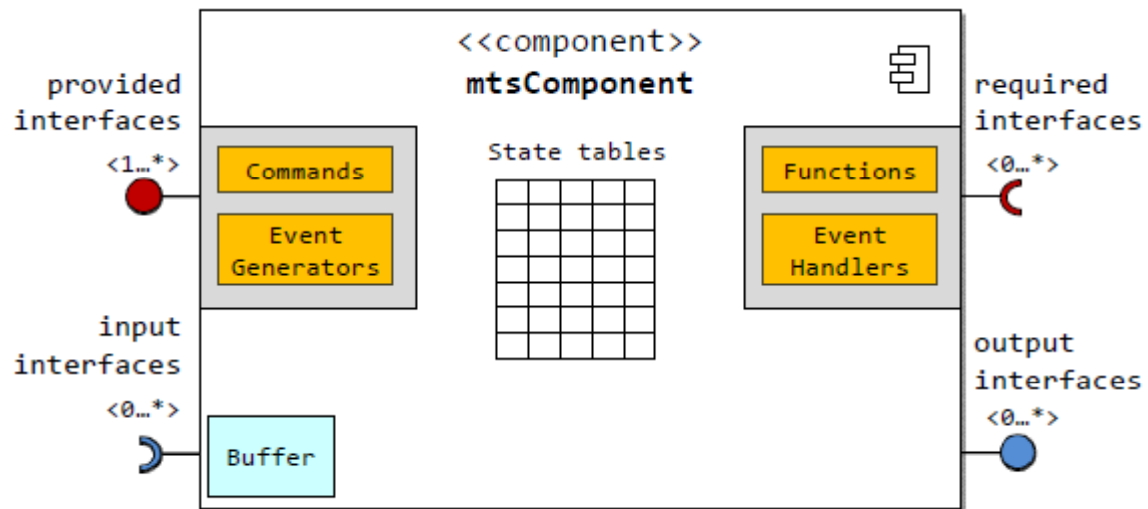 <<component>>
mtsComponent
provided
interfaces
<1…*>
Commands
Event
Generators
State tables
Functions
Event
Handlers
required
interfaces
<0…*>
input
interfaces
<0…*>
Buffer
output
interfaces
<0…*>